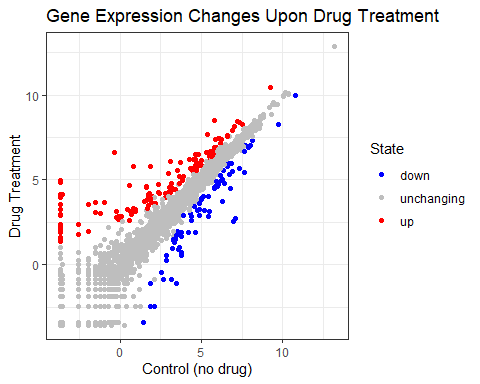 Gene Expression Changes Upon Drug Treatment
Drug Treatment
10
5
0
0
5
10
Control (no drug)
State
down
unchanging
up